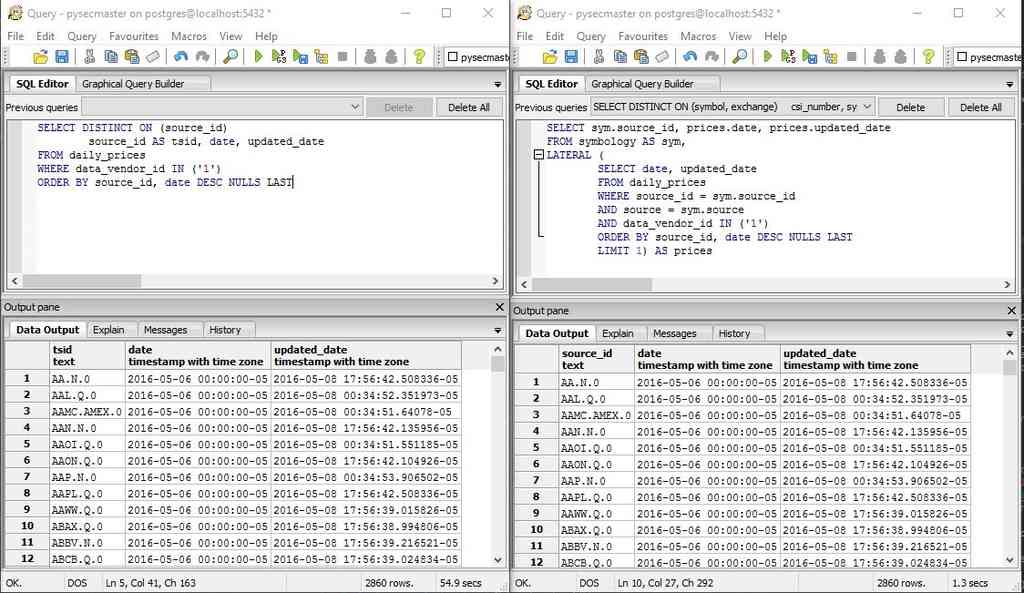 Query - pysecmaster on postgres@localhost:5432 *
File Edit Query Favourites Macros View Help
pysecmaster
SQL Editor Graphical Query Builder
Previous queries Delete Delete All
SELECT DISTINCT ON (source_id)
source_id AS tsid, date, updated_date
FROM daily_prices
WHERE data_vendor_id IN ('1')
ORDER BY source_id, date DESC NULLS LAST
Output pane
Data Output Explain Messages History
tsid date updated_date
text timestamp with time zone timestamp with time zone
1 AA.N.0 2016-05-06 00:00:00-05 2016-05-08 17:56:42.508336-05
2 AAL.Q.0 2016-05-06 00:00:00-05 2016-05-08 00:34:52.351973-05
3 AAMC.AMEX.0 2016-05-06 00:00:00-05 2016-05-08 00:34:51.64078-05
4 AAN.N.0 2016-05-06 00:00:00-05 2016-05-08 17:56:42.135956-05
5 AAOI.Q.0 2016-05-06 00:00:00-05 2016-05-08 00:34:51.551185-05
6 AAON.Q.0 2016-05-06 00:00:00-05 2016-05-08 17:56:42.104926-05
7 AAP.N.0 2016-05-06 00:00:00-05 2016-05-08 00:34:53.906502-05
8 AAPL.Q.0 2016-05-06 00:00:00-05 2016-05-08 17:56:42.508336-05
9 AAWW.Q.0 2016-05-06 00:00:00-05 2016-05-08 17:56:39.015826-05
10 ABAX.Q.0 2016-05-06 00:00:00-05 2016-05-08 17:56:38.994806-05
11 ABBV.N.0 2016-05-06 00:00:00-05 2016-05-08 17:56:39.216521-05
12 ABCB.Q.0 2016-05-06 00:00:00-05 2016-05-08 17:56:39.024834-05
OK. DOS Ln 5, Col 41, Ch 163 2860 rows. 54.9 secs
Query - pysecmaster on postgres@localhost:5432 *
File Edit Query Favourites Macros View Help
pysecmaste
SQL Editor Graphical Query Builder
Previous queries SELECT DISTINCT ON (symbol, exchange) csi_number, sy Delete Delete All
SELECT sym.source_id, prices.date, prices.updated_date
FROM symbology AS sym,
LATERAL (
SELECT date, updated_date
FROM daily_prices
WHERE source_id = sym.source_id
AND source = sym.source
AND data_vendor_id IN ('1')
ORDER BY source_id, date DESC NULLS LAST
LIMIT 1) AS prices
Output pane
Data Output Explain Messages History
source_id date updated_date
text timestamp with time zone timestamp with time zone
1 AA.N.0 2016-05-06 00:00:00-05 2016-05-08 17:56:42.508336-05
2 AAL.Q.0 2016-05-06 00:00:00-05 2016-05-08 00:34:52.351973-05
3 AAMC.AMEX.0 2016-05-06 00:00:00-05 2016-05-08 00:34:51.64078-05
4 AAN.N.0 2016-05-06 00:00:00-05 2016-05-08 17:56:42.135956-05
5 AAOI.Q.0 2016-05-06 00:00:00-05 2016-05-08 00:34:51.551185-05
6 AAON.Q.0 2016-05-06 00:00:00-05 2016-05-08 17:56:42.104926-05
7 AAP.N.0 2016-05-06 00:00:00-05 2016-05-08 00:34:53.906502-05
8 AAPL.Q.0 2016-05-06 00:00:00-05 2016-05-08 17:56:42.508336-05
9 AAWW.Q.0 2016-05-06 00:00:00-05 2016-05-08 17:56:39.015826-05
10 ABAX.Q.0 2016-05-06 00:00:00-05 2016-05-08 17:56:38.994806-05
11 ABBV.N.0 2016-05-06 00:00:00-05 2016-05-08 17:56:39.216521-05
12 ABCB.Q.0 2016-05-06 00:00:00-05 2016-05-08 17:56:39.024834-05
OK. DOS Ln 10, Col 27, Ch 292 2860 rows. 1.3 secs